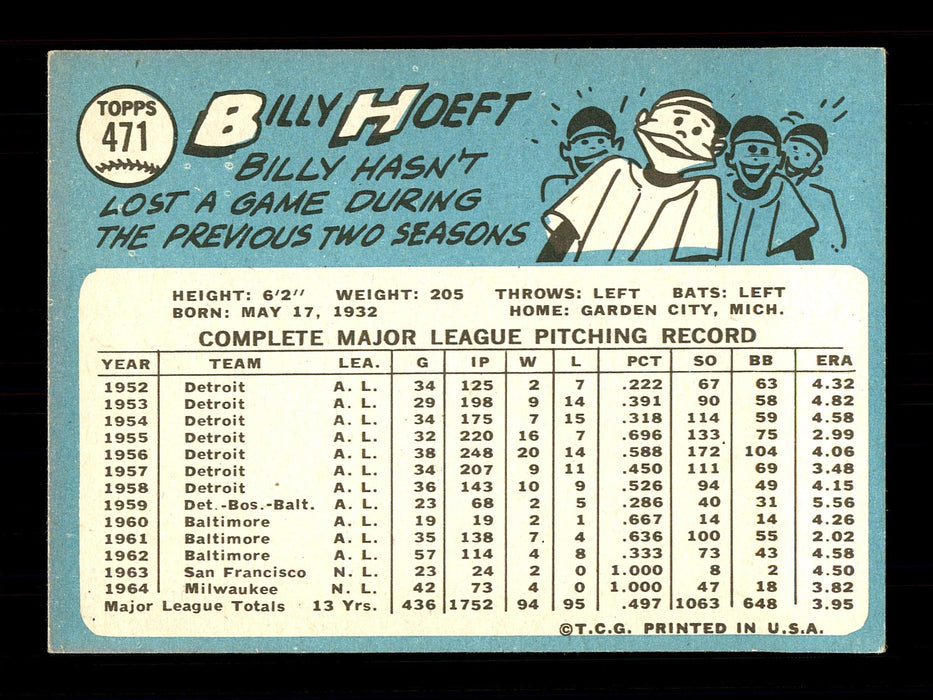 TOPPS
471
BILLY HOEFT
BILLY HASN'T
LOST A GAME DURING
THE PREVIOUS TWO SEASONS
HEIGHT: 6'2" WEIGHT: 205 THROWS: LEFT BATS: LEFT
BORN: MAY 17, 1932 HOME: GARDEN CITY, MICH.
COMPLETE MAJOR LEAGUE PITCHING RECORD
YEAR TEAM LEA. G IP W L PCT SO BB ERA
1952 Detroit A. L. 34 125 2 7 .222 67 63 4.32
1953 Detroit A. L. 29 198 9 14 .391 90 58 4.82
1954 Detroit A. L. 34 175 7 15 .318 114 59 4.58
1955 Detroit A. L. 32 220 16 7 .696 133 75 2.99
1956 Detroit A. L. 38 248 20 14 .588 172 104 4.06
1957 Detroit A. L. 34 207 9 11 .450 111 69 3.48
1958 Detroit A. L. 36 143 10 9 .526 94 49 4.15
1959 Det.-Bos.-Balt. A. L. 23 68 2 5 .286 40 31 5.56
1960 Baltimore A. L. 19 19 2 1 .667 14 14 4.26
1961 Baltimore A. L. 35 138 7 4 .636 100 55 2.02
1962 Baltimore A. L. 57 114 4 8 .333 73 43 4.58
1963 San Francisco N. L. 23 24 2 0 1.000 8 2 4.50
1964 Milwaukee N. L. 42 73 4 0 1.000 47 18 3.82
Major League Totals 13 Yrs. 436 1752 94 95 .497 1063 648 3.95
©T.C.G. PRINTED IN U.S.A.